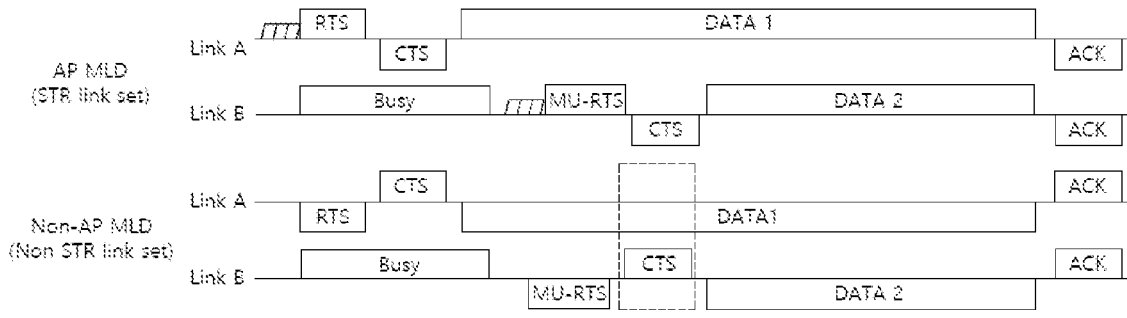 RTS
DATA 1
Link A
CTS
ACK
AP MLD
(STR link set)
Busy
MU-RTS
DATA 2
Link B
CTS
ACK
CTS
ACK
Link A
RTS
DATA1
Non-AP MLD
(Non STR link set)
Busy
CTS
ACK
Link B
MU-RTS
DATA 2